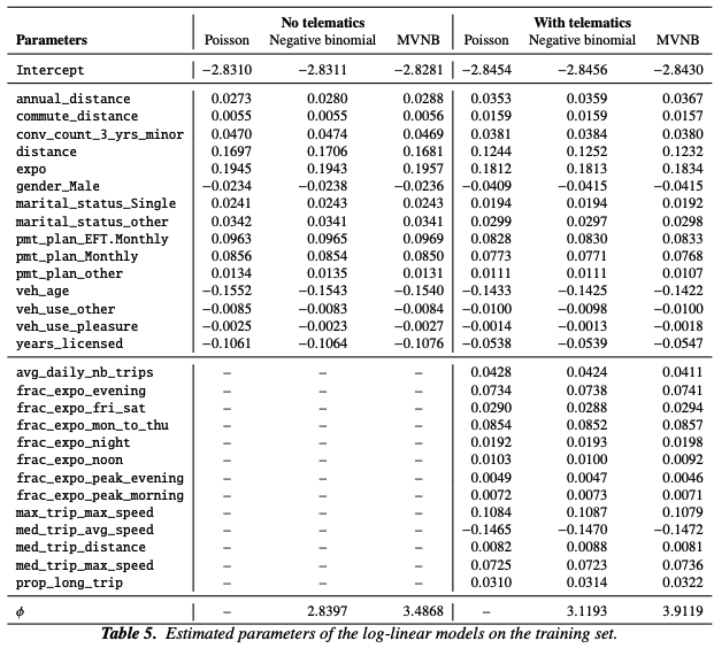 No telematics With telematics
Parameters Poisson Negative binomial MVNB Poisson Negative binomial MVNB
Intercept −2.8310 −2.8311 −2.8281 −2.8454 −2.8456 −2.8430
annual_distance 0.0273 0.0280 0.0288 0.0353 0.0359 0.0367
commute_distance 0.0055 0.0055 0.0056 0.0159 0.0159 0.0157
conv_count_3_yrs_minor 0.0470 0.0474 0.0469 0.0381 0.0384 0.0380
distance 0.1697 0.1706 0.1681 0.1244 0.1252 0.1232
expo 0.1945 0.1943 0.1957 0.1812 0.1813 0.1834
gender_Male −0.0234 −0.0238 −0.0236 −0.0409 −0.0415 −0.0415
marital_status_Single 0.0241 0.0243 0.0243 0.0194 0.0194 0.0192
marital_status_other 0.0342 0.0341 0.0341 0.0299 0.0297 0.0298
pmt_plan_EFT.Monthly 0.0963 0.0965 0.0969 0.0828 0.0830 0.0833
pmt_plan_Monthly 0.0856 0.0854 0.0850 0.0773 0.0771 0.0768
pmt_plan_other 0.0134 0.0135 0.0131 0.0111 0.0111 0.0107
veh_age −0.1552 −0.1543 −0.1540 −0.1433 −0.1425 −0.1422
veh_use_other −0.0085 −0.0083 −0.0084 −0.0100 −0.0098 −0.0100
veh_use_pleasure −0.0025 −0.0023 −0.0027 −0.0014 −0.0013 −0.0018
years_licensed −0.1061 −0.1064 −0.1076 −0.0538 −0.0539 −0.0547
avg_daily_nb_trips – – – 0.0428 0.0424 0.0411
frac_expo_evening – – – 0.0734 0.0738 0.0741
frac_expo_fri_sat – – – 0.0290 0.0288 0.0294
frac_expo_mon_to_thu – – – 0.0854 0.0852 0.0857
frac_expo_night – – – 0.0192 0.0193 0.0198
frac_expo_noon – – – 0.0103 0.0100 0.0092
frac_expo_peak_evening – – – 0.0049 0.0047 0.0046
frac_expo_peak_morning – – – 0.0072 0.0073 0.0071
max_trip_max_speed – – – 0.1084 0.1087 0.1079
med_trip_avg_speed – – – −0.1465 −0.1470 −0.1472
med_trip_distance – – – 0.0082 0.0088 0.0081
med_trip_max_speed – – – 0.0725 0.0723 0.0736
prop_long_trip – – – 0.0310 0.0314 0.0322
ϕ – 2.8397 3.4868 – 3.1193 3.9119
Table 5. Estimated parameters of the log-linear models on the training set.